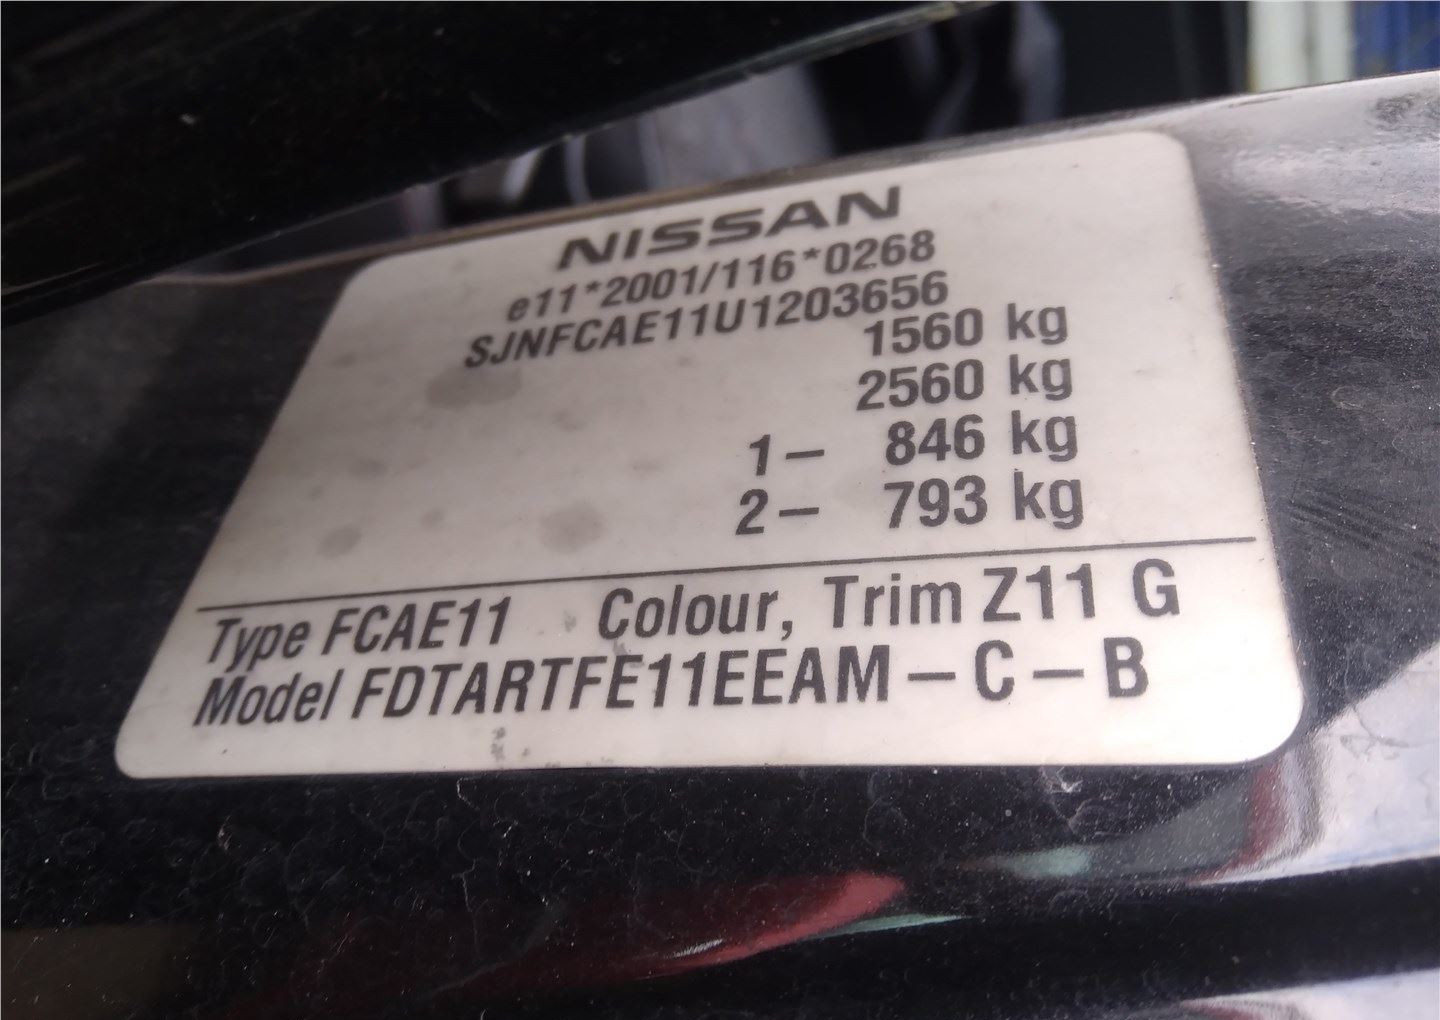 NISSAN
e11*2001/116*0268
SJNFCAE11U1203656
1560 kg
2560 kg
1– 846 kg
2– 793 kg
Type FCAE11 Colour, Trim Z11 G
Model FDTARTFE11EEAM–C–B